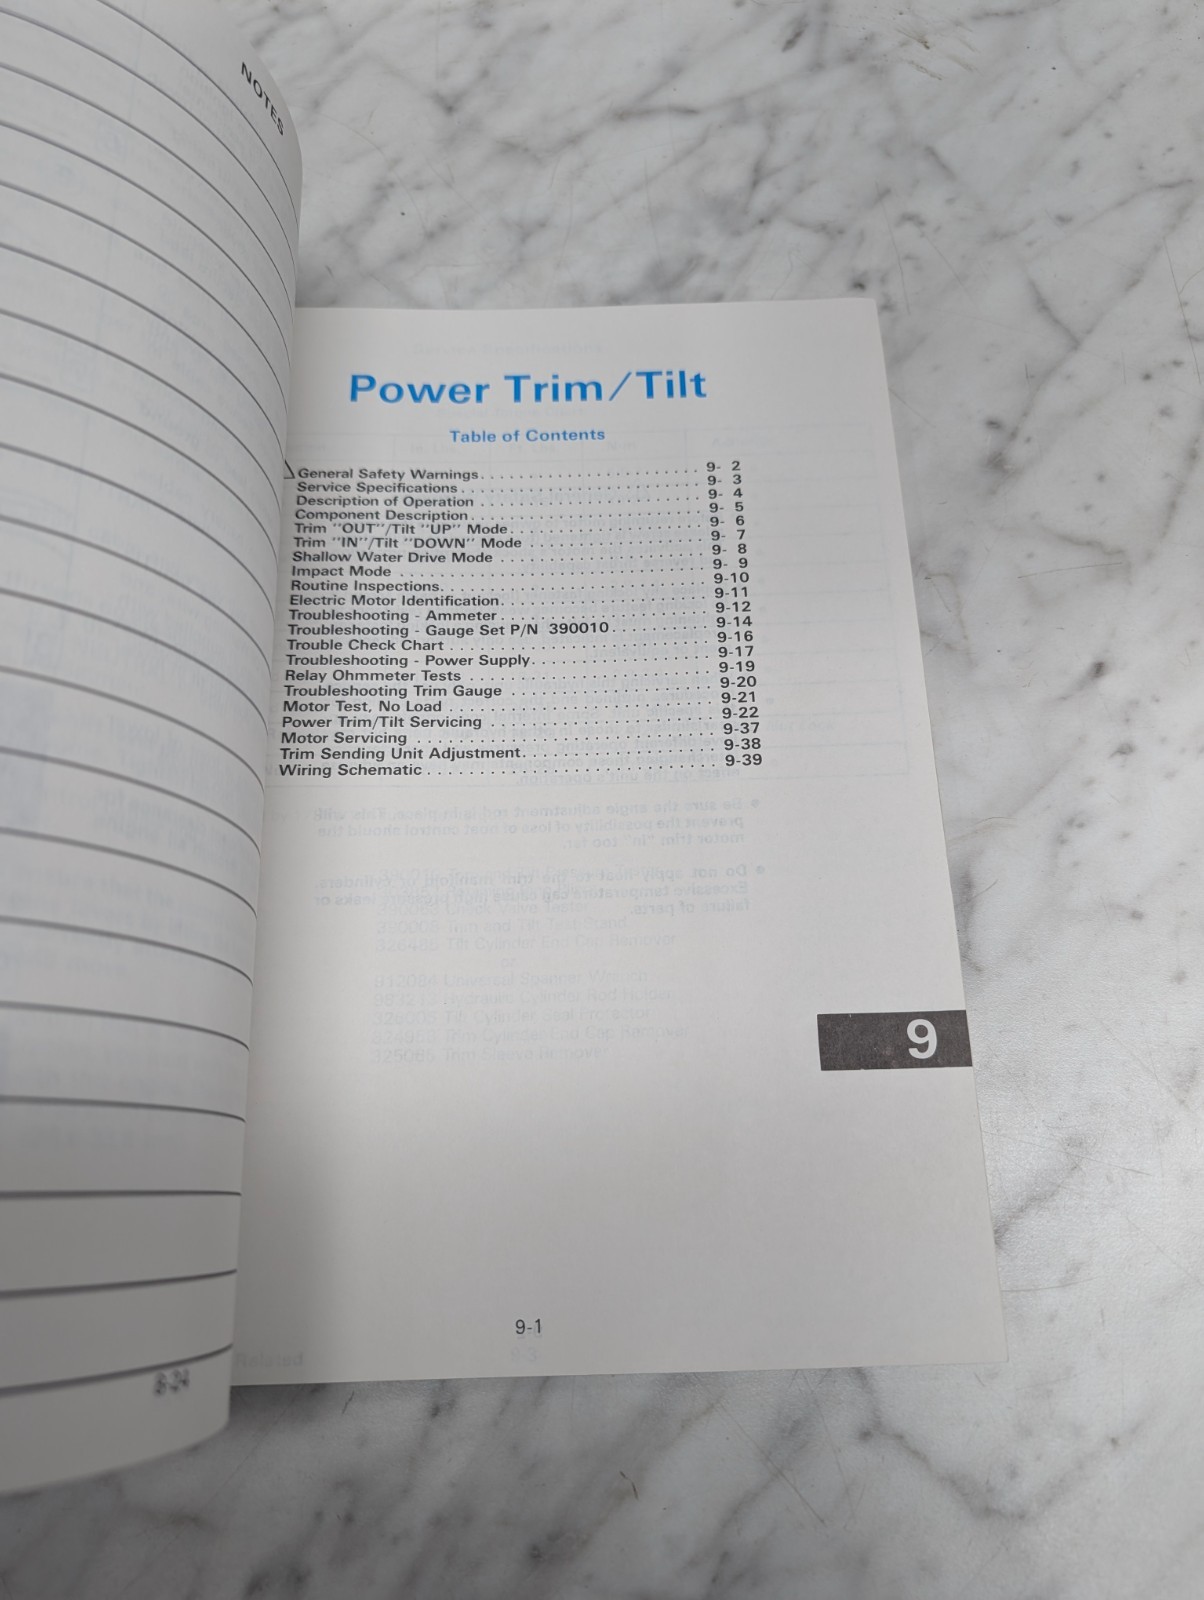 NOTES
8-24
Power Trim/Tilt
Table of Contents
General Safety Warnings. . . . . . . . . . . . . . . . . . . . . . . 9- 2
Service Specifications. . . . . . . . . . . . . . . . . . . . . . . . . 9- 3
Description of Operation . . . . . . . . . . . . . . . . . . . . . . . 9- 4
Component Description. . . . . . . . . . . . . . . . . . . . . . . . 9- 5
Trim "OUT"/Tilt "UP" Mode. . . . . . . . . . . . . . . . . . . . 9- 6
Trim "IN"/Tilt "DOWN" Mode . . . . . . . . . . . . . . . . . . 9- 7
Shallow Water Drive Mode . . . . . . . . . . . . . . . . . . . . . 9- 8
Impact Mode . . . . . . . . . . . . . . . . . . . . . . . . . . . . . . . 9- 9
Routine Inspections. . . . . . . . . . . . . . . . . . . . . . . . . . . 9-10
Electric Motor Identification. . . . . . . . . . . . . . . . . . . . . 9-11
Troubleshooting - Ammeter. . . . . . . . . . . . . . . . . . . . . 9-12
Troubleshooting - Gauge Set P/N 390010. . . . . . . . . . 9-14
Trouble Check Chart . . . . . . . . . . . . . . . . . . . . . . . . . . 9-16
Troubleshooting - Power Supply. . . . . . . . . . . . . . . . . . 9-17
Relay Ohmmeter Tests . . . . . . . . . . . . . . . . . . . . . . . . 9-19
Troubleshooting Trim Gauge . . . . . . . . . . . . . . . . . . . . 9-20
Motor Test, No Load . . . . . . . . . . . . . . . . . . . . . . . . . . 9-21
Power Trim/Tilt Servicing . . . . . . . . . . . . . . . . . . . . . . 9-22
Motor Servicing . . . . . . . . . . . . . . . . . . . . . . . . . . . . . 9-37
Trim Sending Unit Adjustment. . . . . . . . . . . . . . . . . . . 9-38
Wiring Schematic . . . . . . . . . . . . . . . . . . . . . . . . . . . . 9-39
9
9-1